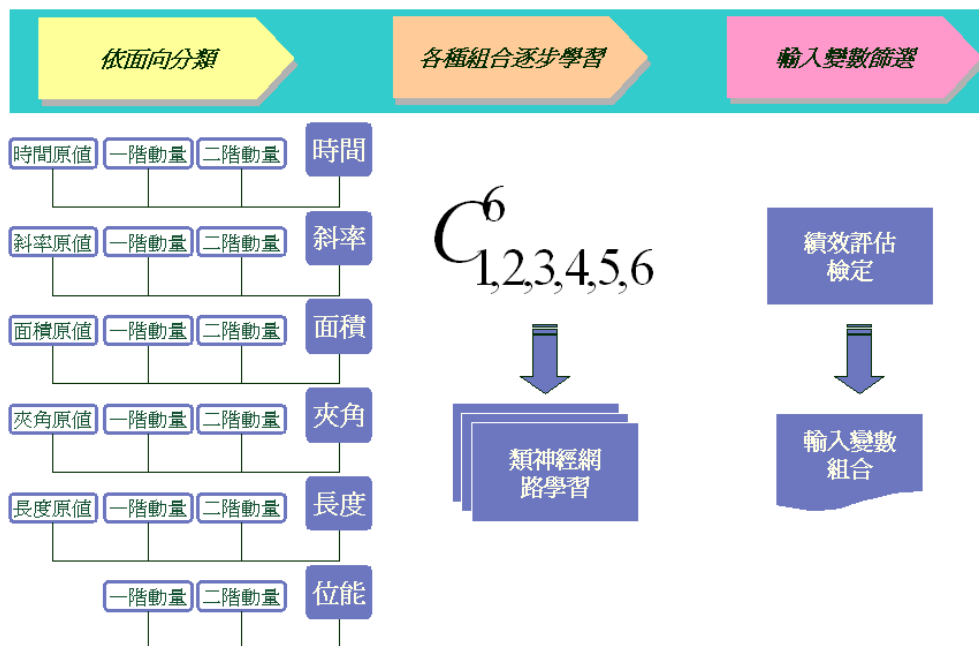 依面向分類
各種組合逐步學習
輸入變數篩選
時間原值 一階動量 二階動量 時間
斜率原值 一階動量 二階動量 斜率
面積原值 一階動量 二階動量 面積
夾角原值 一階動量 二階動量 夾角
長度原值 一階動量 二階動量 長度
一階動量 二階動量 位能
C
6
1,2,3,4,5,6
類神經網
路學習
績效評估
檢定
輸入變數
組合